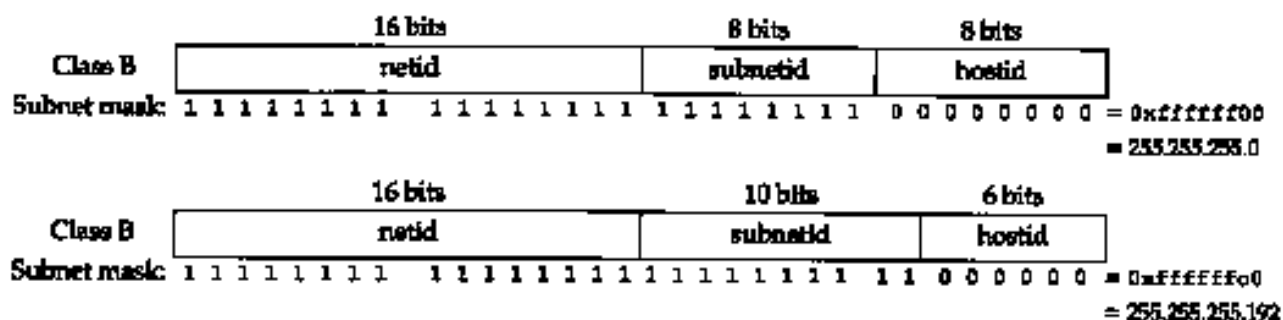 16 bits 8 bits 8 bits
Class B netid subnetid hostid
Subnet mask: 1 1 1 1 1 1 1 1 1 1 1 1 1 1 1 1 1 1 1 1 1 1 1 1 0 0 0 0 0 0 0 0 = 0xffffff00
= 255.255.255.0
16 bits 10 bits 6 bits
Class B netid subnetid hostid
Subnet mask: 1 1 1 1 1 1 1 1 1 1 1 1 1 1 1 1 1 1 1 1 1 1 1 1 1 1 0 0 0 0 0 0 = 0xffffffc0
= 255.255.255.192